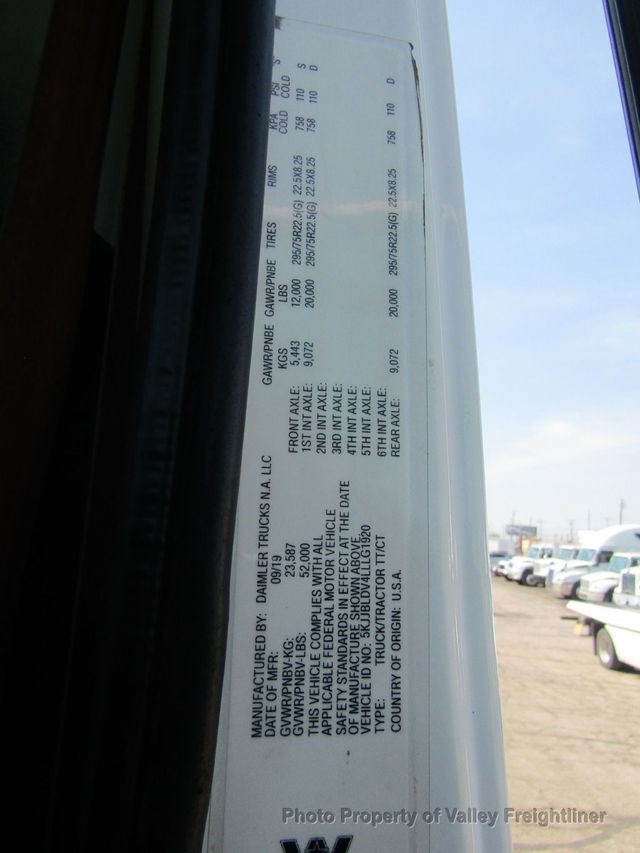 MANUFACTURED BY: DAIMLER TRUCKS N.A. LLC
DATE OF MFR: 09/19
GVWR/PNBV-KG: 23,587
GVWR/PNBV-LBS: 52,000
THIS VEHICLE COMPLIES WITH ALL
APPLICABLE FEDERAL MOTOR VEHICLE
SAFETY STANDARDS IN EFFECT AT THE DATE
OF MANUFACTURE SHOWN ABOVE
VEHICLE ID NO: 5KJJBLDV4LLLG1920
TYPE: TRUCK/TRACTOR TT/CT
COUNTRY OF ORIGIN: U.S.A.
GAWR/PNBE GAWR/PNBE TIRES RIMS KPA PSI S
KGS LBS COLD COLD
FRONT AXLE: 5,443 12,000 295/75R22.5(G) 22.5X8.25 758 110 S
1ST INT AXLE: 9,072 20,000 295/75R22.5(G) 22.5X8.25 758 110 D
2ND INT AXLE:
3RD INT AXLE:
4TH INT AXLE:
5TH INT AXLE:
6TH INT AXLE:
REAR AXLE: 9,072 20,000 295/75R22.5(G) 22.5X8.25 758 110 D
W
Photo Property of Valley Freightliner